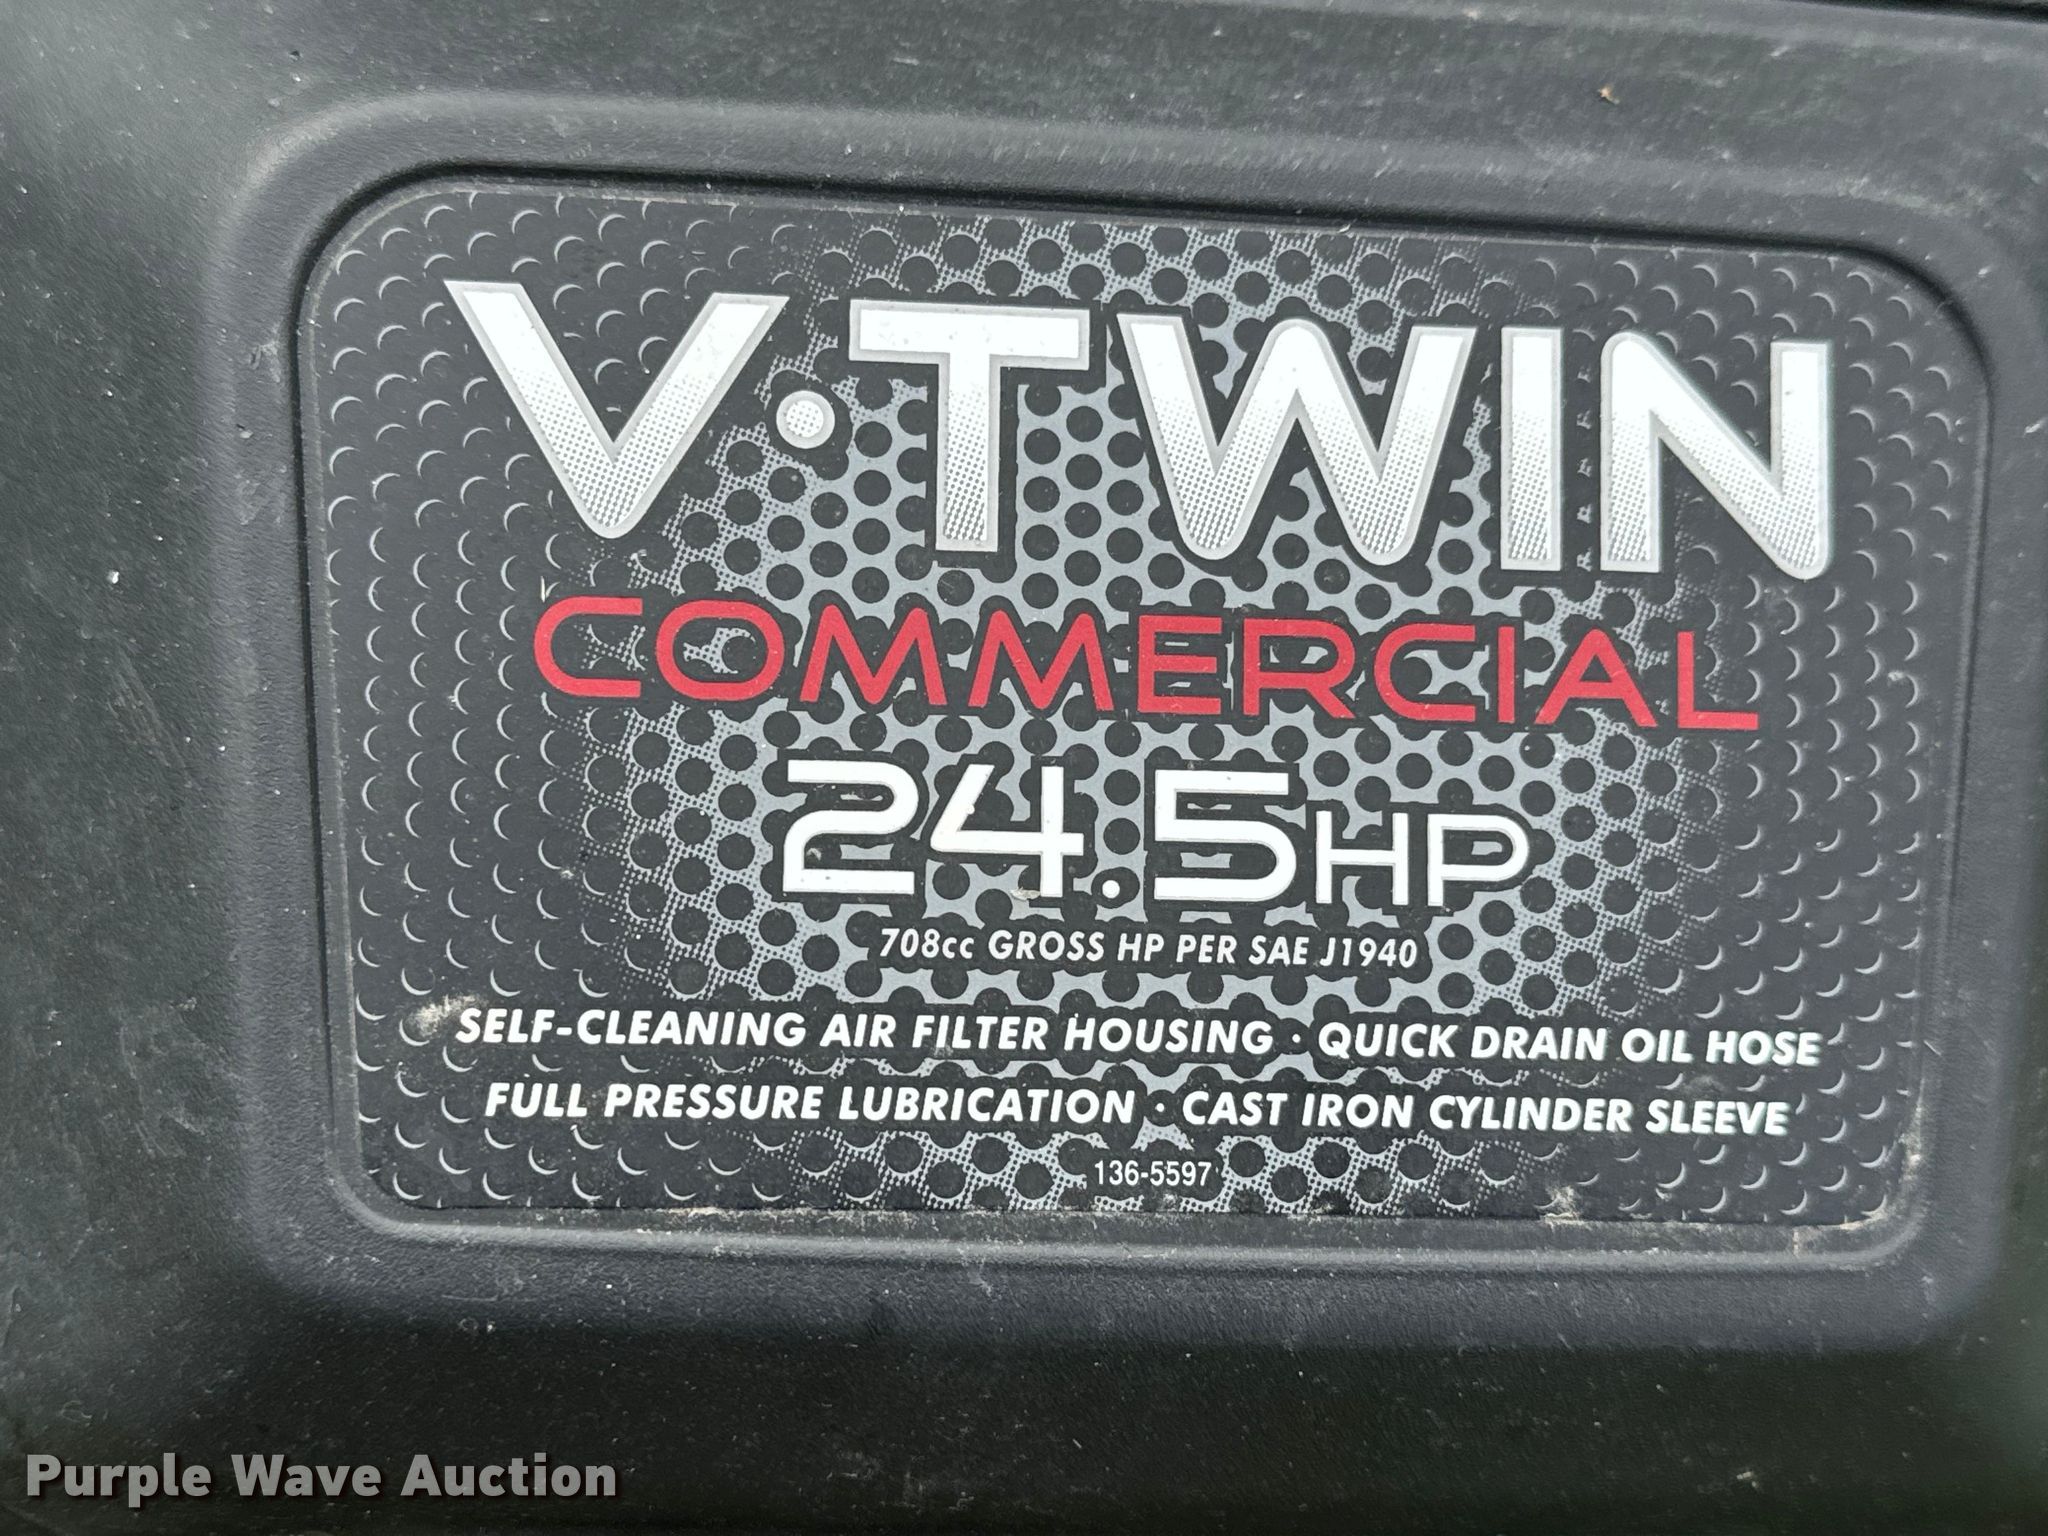 V·TWIN
COMMERCIAL
24.5HP
708cc GROSS HP PER SAE J1940
SELF-CLEANING AIR FILTER HOUSING · QUICK DRAIN OIL HOSE
FULL PRESSURE LUBRICATION · CAST IRON CYLINDER SLEEVE
136-5597
Purple Wave Auction